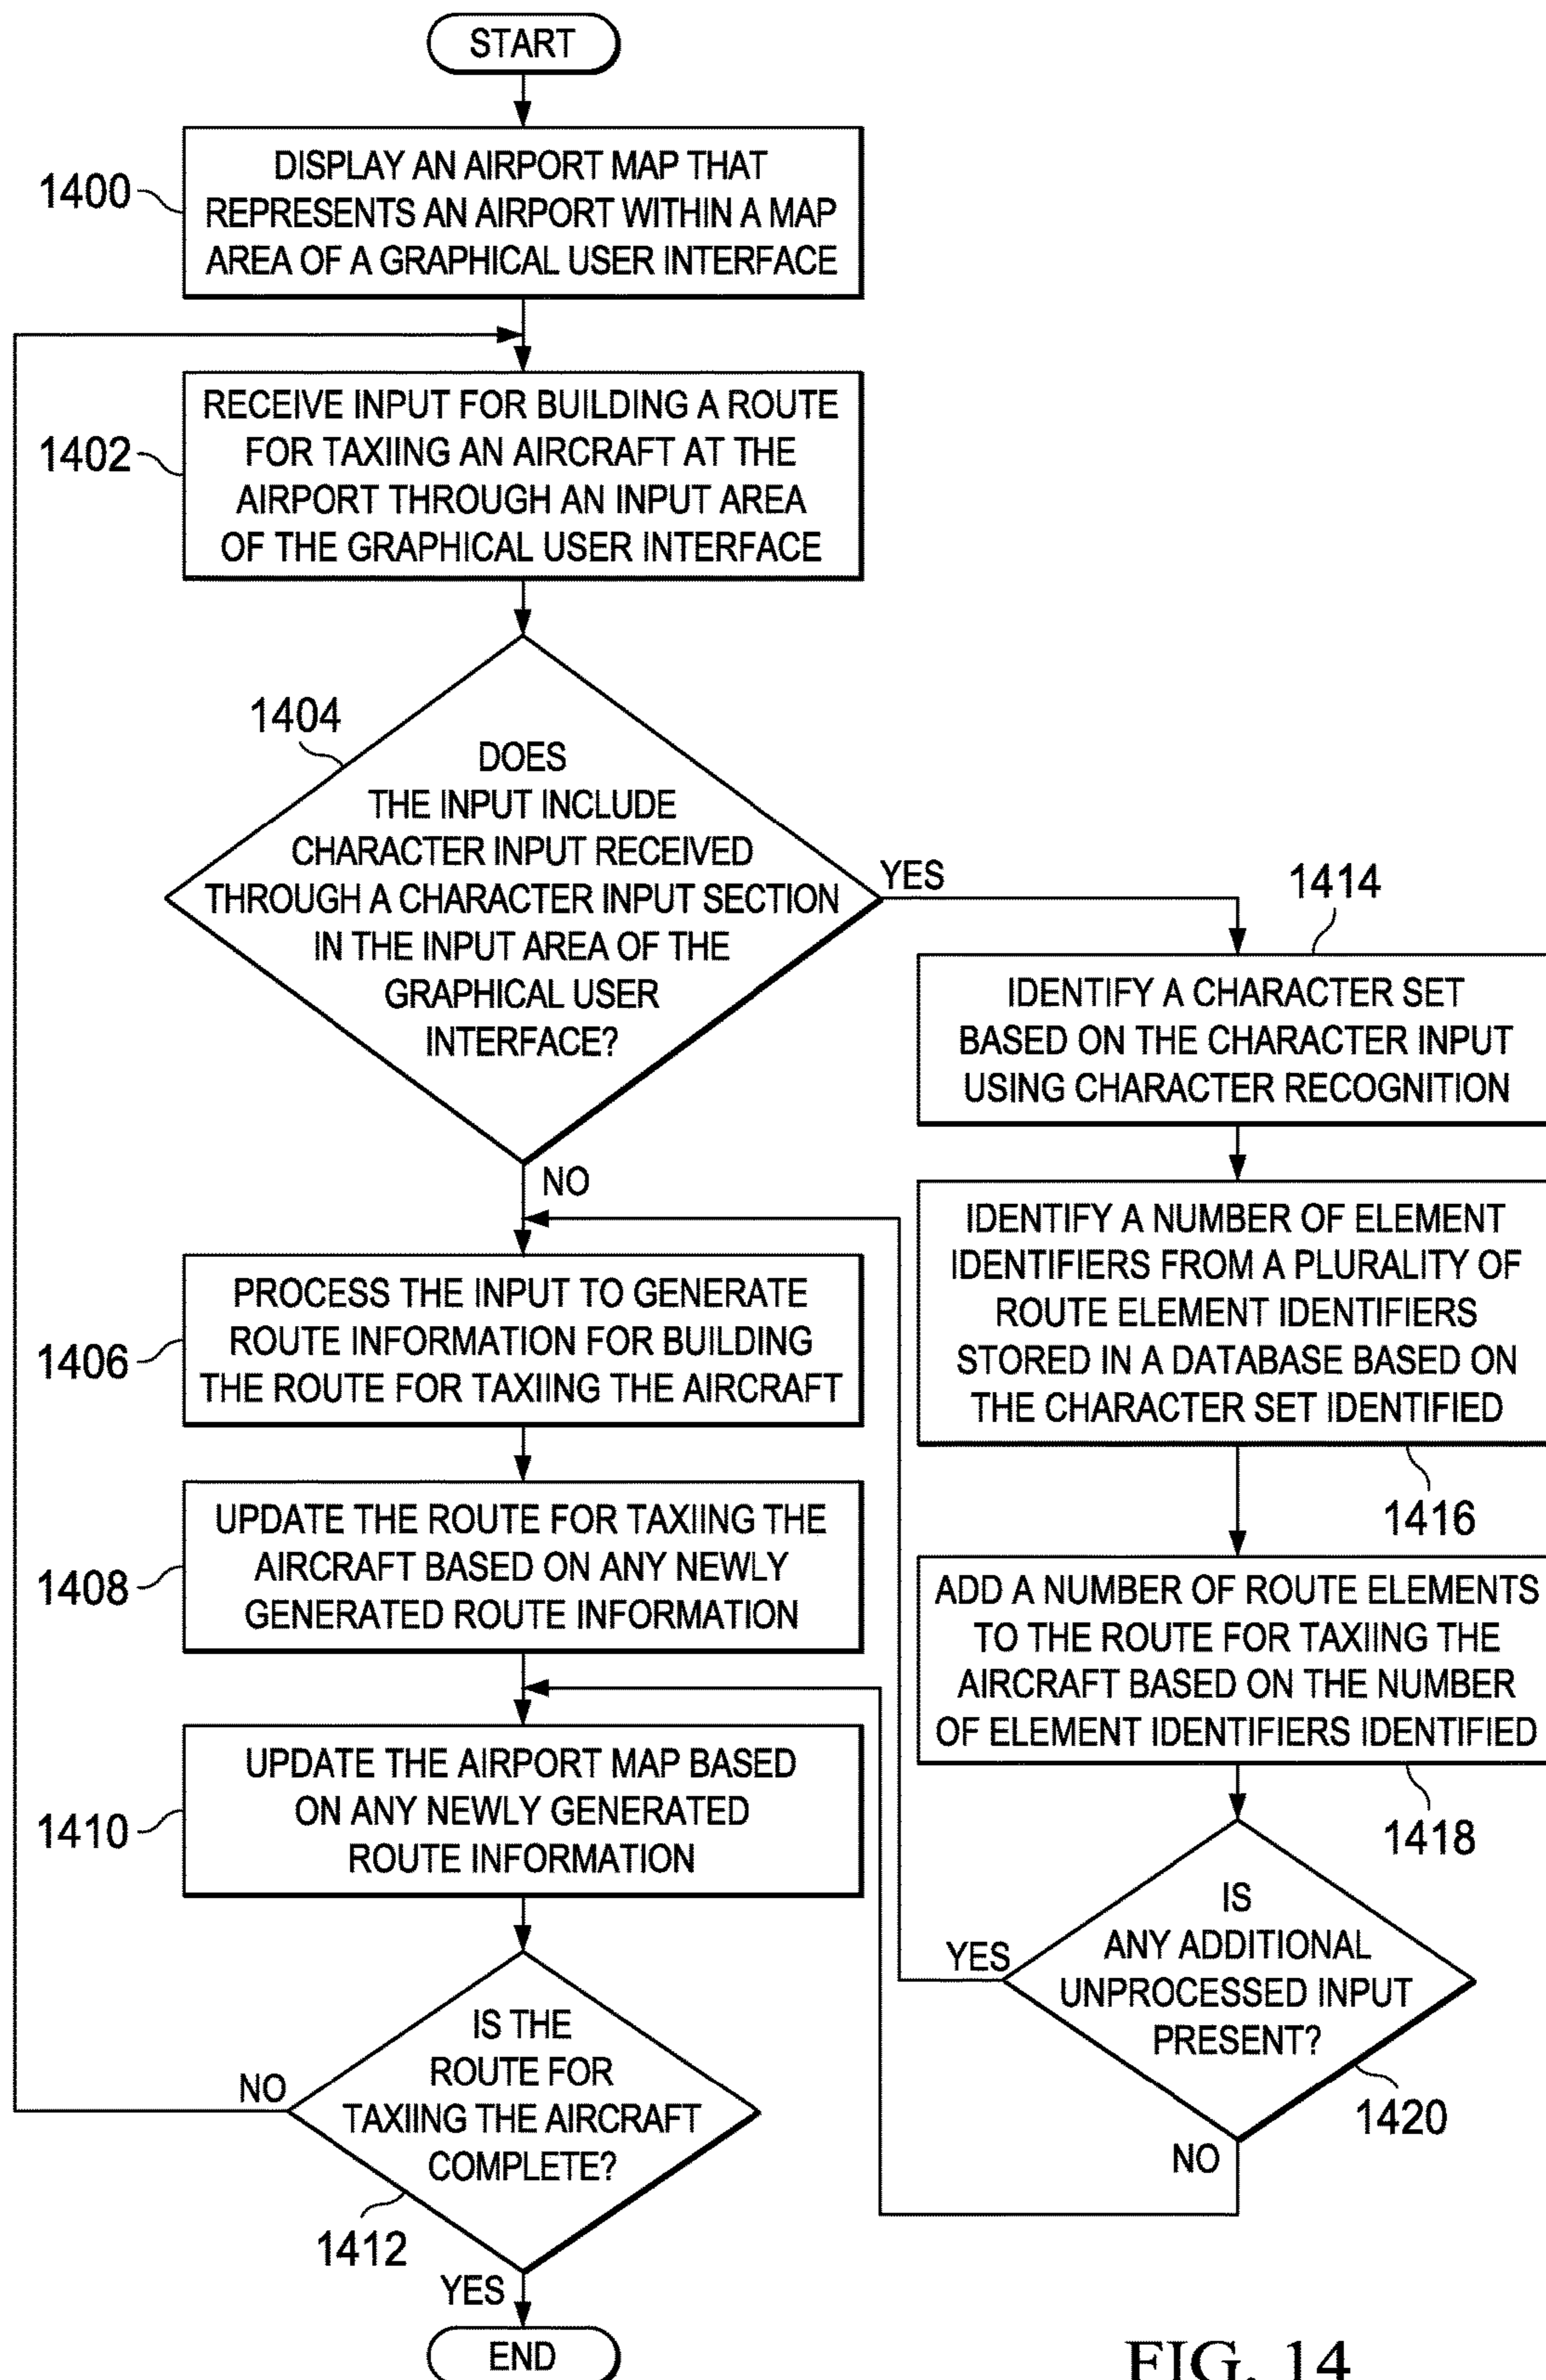 START
1400
DISPLAY AN AIRPORT MAP THAT
REPRESENTS AN AIRPORT WITHIN A MAP
AREA OF A GRAPHICAL USER INTERFACE
1402
RECEIVE INPUT FOR BUILDING A ROUTE
FOR TAXIING AN AIRCRAFT AT THE
AIRPORT THROUGH AN INPUT AREA
OF THE GRAPHICAL USER INTERFACE
1404
DOES
THE INPUT INCLUDE
CHARACTER INPUT RECEIVED
THROUGH A CHARACTER INPUT SECTION
IN THE INPUT AREA OF THE
GRAPHICAL USER
INTERFACE?
YES
NO
1406
PROCESS THE INPUT TO GENERATE
ROUTE INFORMATION FOR BUILDING
THE ROUTE FOR TAXIING THE AIRCRAFT
1408
UPDATE THE ROUTE FOR TAXIING THE
AIRCRAFT BASED ON ANY NEWLY
GENERATED ROUTE INFORMATION
1410
UPDATE THE AIRPORT MAP BASED
ON ANY NEWLY GENERATED
ROUTE INFORMATION
IS THE
ROUTE FOR
TAXIING THE AIRCRAFT
COMPLETE?
NO
1412
YES
END
1414
IDENTIFY A CHARACTER SET
BASED ON THE CHARACTER INPUT
USING CHARACTER RECOGNITION
IDENTIFY A NUMBER OF ELEMENT
IDENTIFIERS FROM A PLURALITY OF
ROUTE ELEMENT IDENTIFIERS
STORED IN A DATABASE BASED ON
THE CHARACTER SET IDENTIFIED
1416
ADD A NUMBER OF ROUTE ELEMENTS
TO THE ROUTE FOR TAXIING THE
AIRCRAFT BASED ON THE NUMBER
OF ELEMENT IDENTIFIERS IDENTIFIED
1418
IS
ANY ADDITIONAL
UNPROCESSED INPUT
PRESENT?
YES
1420
NO
FIG. 14